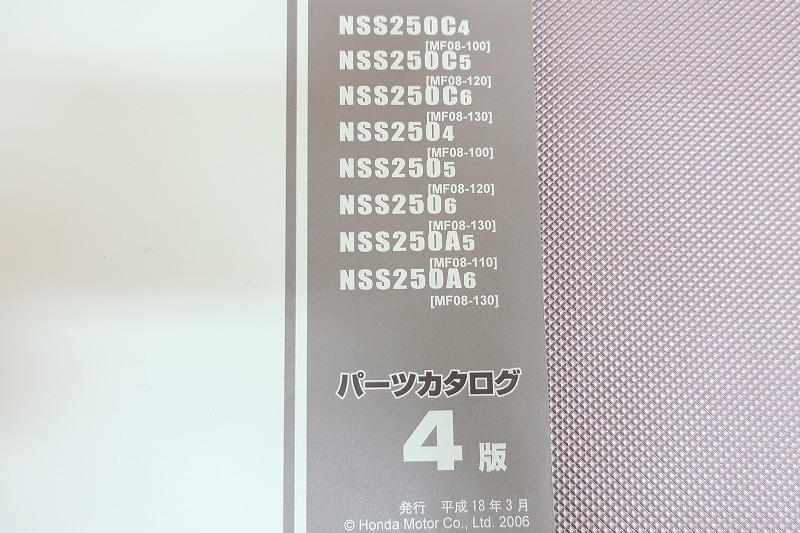 NSS250C4
[MF08-100]
NSS250C5
[MF08-120]
NSS250C6
[MF08-130]
NSS2504
[MF08-100]
NSS2505
[MF08-120]
NSS2506
[MF08-130]
NSS250A5
[MF08-110]
NSS250A6
[MF08-130]
パーツカタログ
4版
発行 平成18年3月
© Honda Motor Co., Ltd. 2006